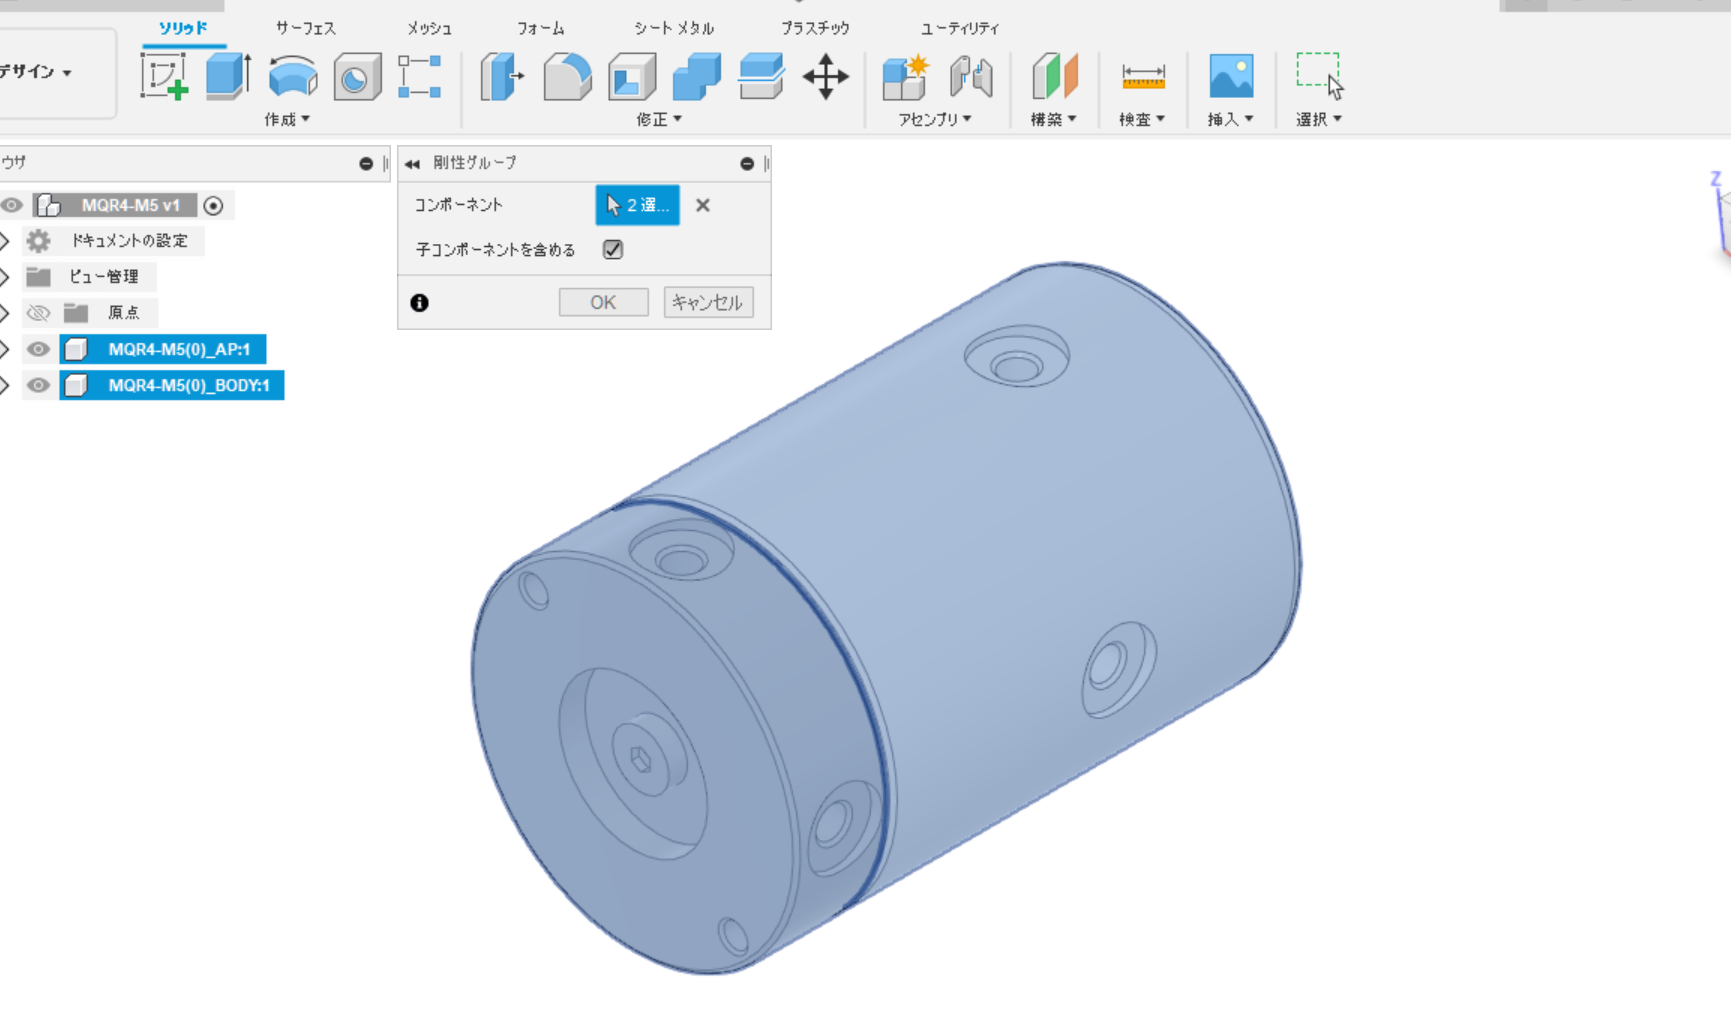 ソリッド サーフェス メッシュ フォーム シート メタル プラスチック ユーティリティ
デザイン ▼
作成 ▼ 修正 ▼ アセンブリ ▼ 構築 ▼ 検査 ▼ 挿入 ▼ 選択 ▼
ウザ
MQR4-M5 v1
ドキュメントの設定
ビュー管理
原点
MQR4-M5(0)_AP:1
MQR4-M5(0)_BODY:1
剛性グループ
コンポーネント 2 選...
子コンポーネントを含める
OK キャンセル
Z